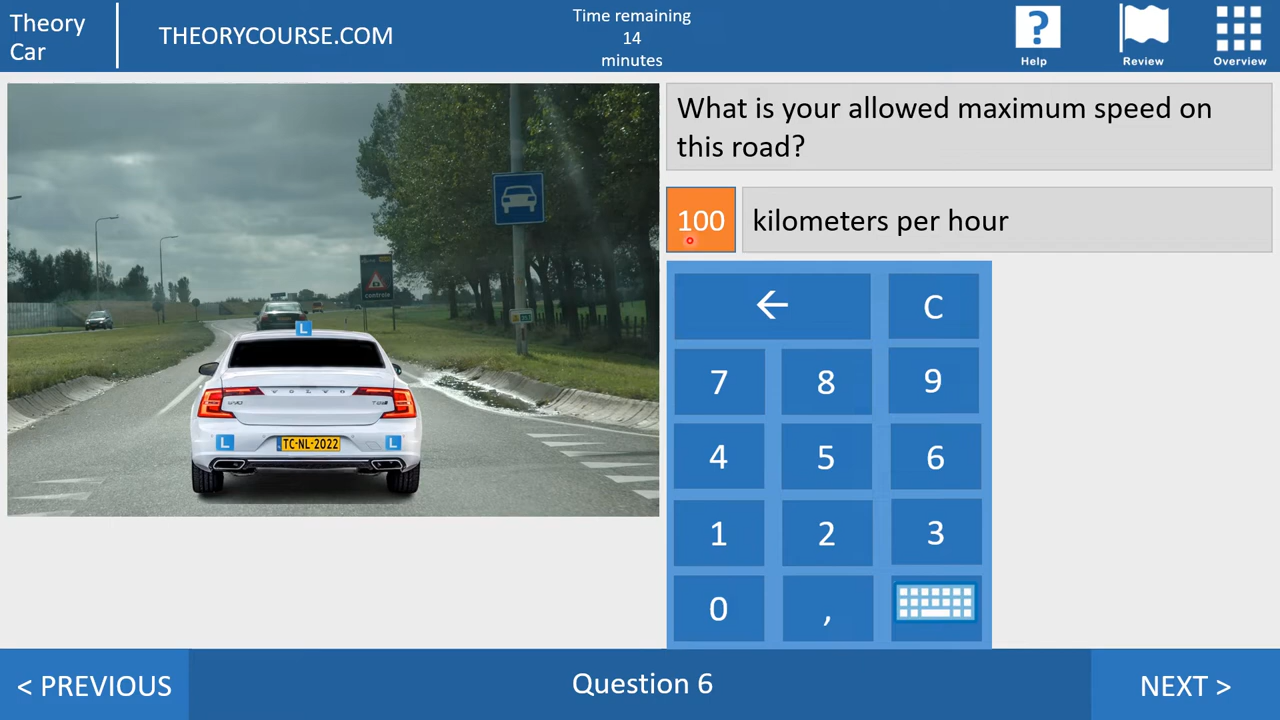 Theory
Car
THEORYCOURSE.COM
Time remaining
14
minutes
Help
Review
Overview
What is your allowed maximum speed on
this road?
100
kilometers per hour
controle
L
VOLVO
L
TC-NL-2022
L
←
C
7
8
9
4
5
6
1
2
3
0
,
< PREVIOUS
Question 6
NEXT >